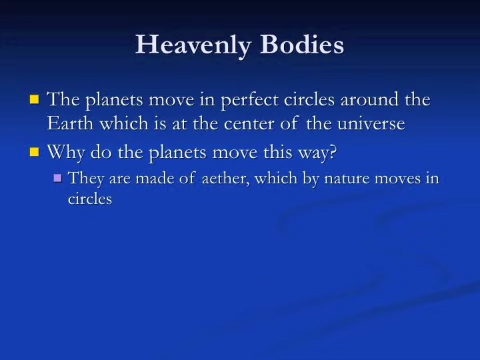 Heavenly Bodies
The planets move in perfect circles around the
Earth which is at the center of the universe
Why do the planets move this way?
They are made of aether, which by nature moves in
circles